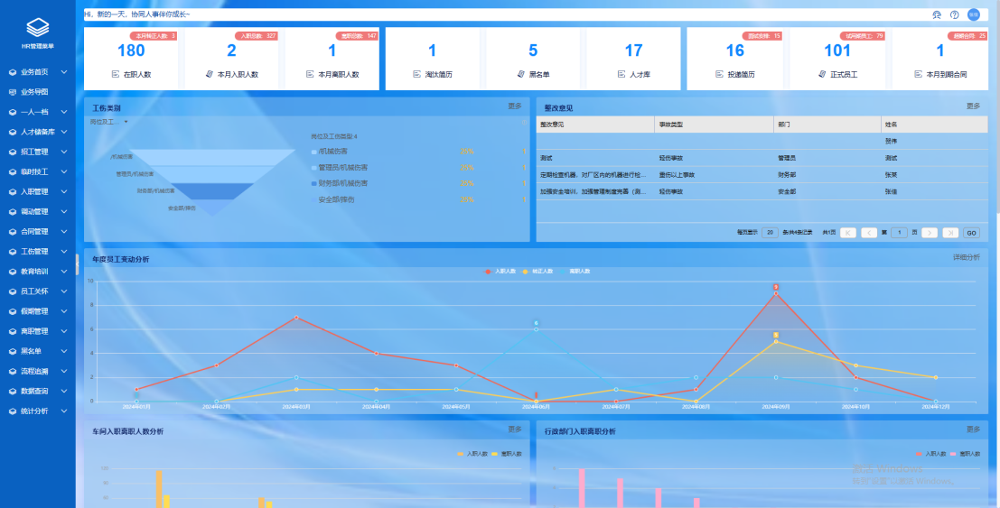 Hi, 新的一天, 协同人事伴你成长~
HR管理菜单
业务首页
业务导图
一人一档
人才储备库
招工管理
临时技工
入职管理
调动管理
合同管理
工伤管理
教育培训
员工关怀
假期管理
离职管理
黑名单
流程追溯
数据查询
统计分析
本月转正人数: 3
180
在职人数
入职总数: 327
2
本月入职人数
离职总数: 147
1
本月离职人数
1
淘汰简历
5
黑名单
17
人才库
面试安排: 15
16
投递简历
试用期员工: 79
101
正式员工
超期合同: 25
1
本月到期合同
工伤类别
更多
岗位及工...
岗位及工伤类型:4
/机械伤害
管理员/机械伤害
财务部/机械伤害
安全部/摔伤
/机械伤害 25% 1
管理员/机械伤害 25% 1
财务部/机械伤害 25% 1
安全部/摔伤 25% 1
整改意见
更多
整改意见 事故类型 部门 姓名
贺伟
测试 轻伤事故 管理员 测试
定期检查机器，对厂区内的机器进行检... 重伤以上事故 财务部 张英
加强安全培训，加强管理制度完善（测... 轻伤事故 安全部 张佳
每页显示 20 条/共4条记录 共1页 第 1 页 GO
年度员工变动分析
详细分析
入职人数 转正人数 离职人数
10
8
6
4
2
0
2024年01月 2024年02月 2024年03月 2024年04月 2024年05月 2024年06月 2024年07月 2024年08月 2024年09月 2024年10月 2024年12月
车间入职离职人数分析
更多
入职人数 离职人数
100
80
60
行政部门入职离职分析
更多
入职人数 离职人数
激活 Windows
转到"设置"以激活 Windows。